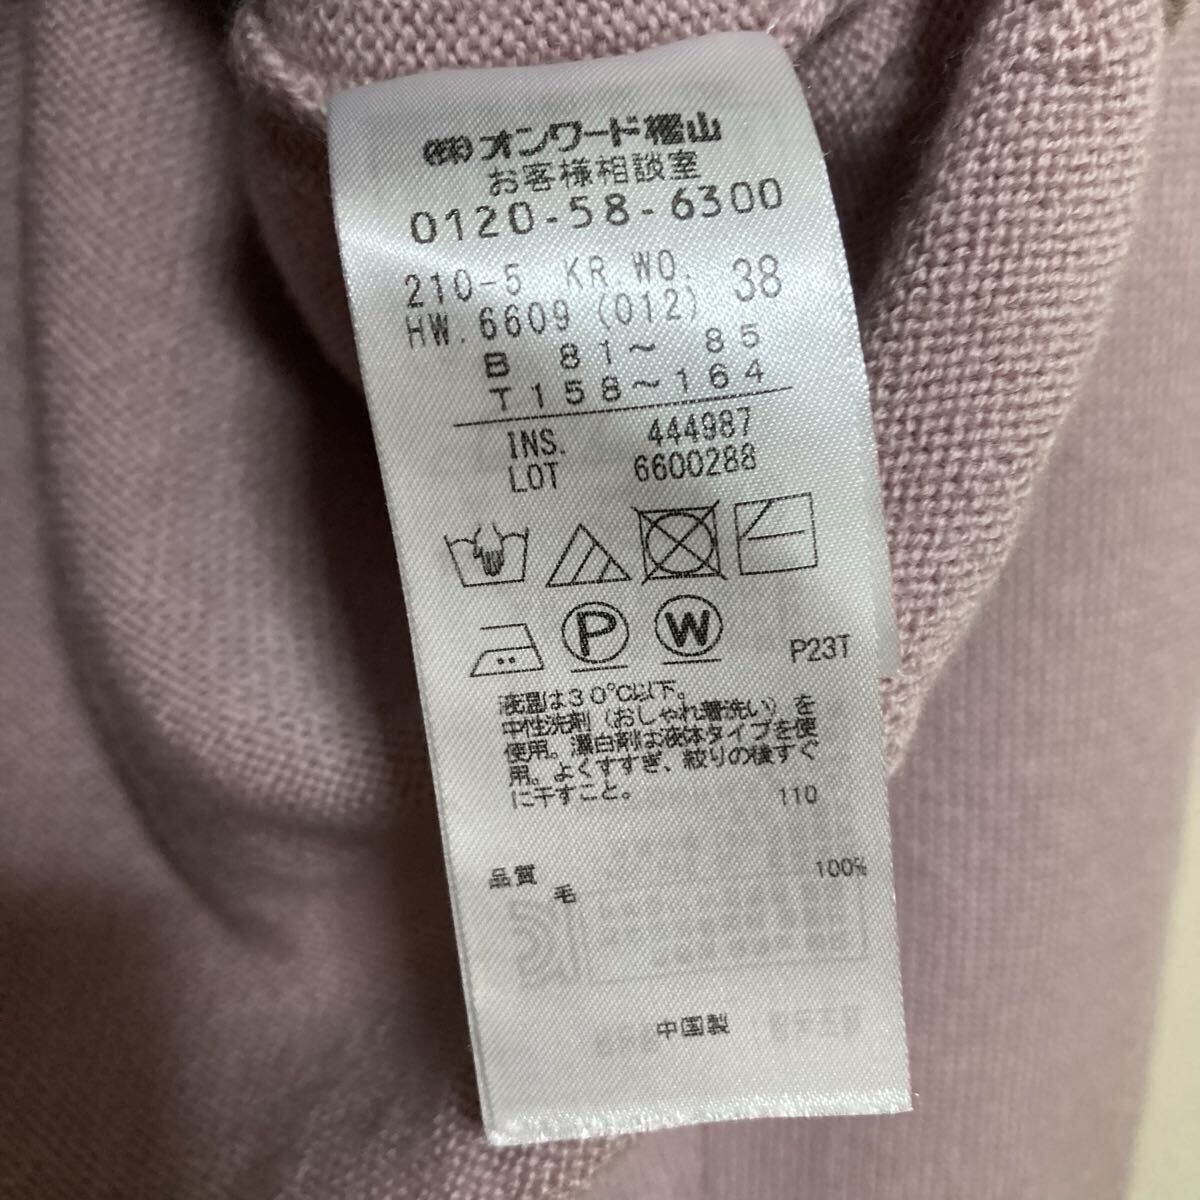 ㈱オンワード樫山
お客様相談室
0120-58-6300
210-5 KR WO. 38
HW. 6609 (012)
B 81～ 85
T158～164
INS. 444987
LOT 6600288
P W P23T
液温は30℃以下。
中性洗剤（おしゃれ着洗い）を
使用。漂白剤は液体タイプを使
用。よくすすぎ、絞りの後すぐ
に干すこと。 110
品質 100%
毛
中国製